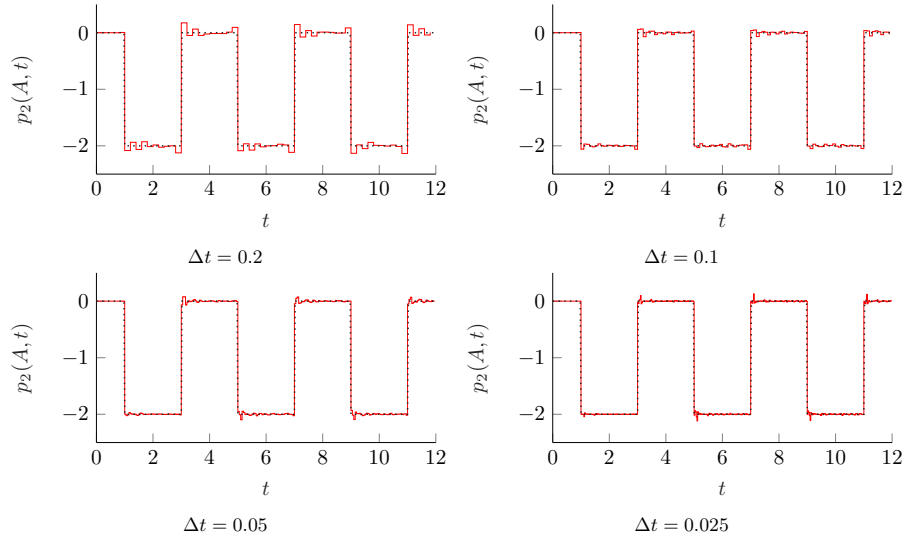 0
−1
−2
p₂(A, t)
0 2 4 6 8 10 12
t
Δt = 0.2
0
−1
−2
p₂(A, t)
0 2 4 6 8 10 12
t
Δt = 0.1
0
−1
−2
p₂(A, t)
0 2 4 6 8 10 12
t
Δt = 0.05
0
−1
−2
p₂(A, t)
0 2 4 6 8 10 12
t
Δt = 0.025